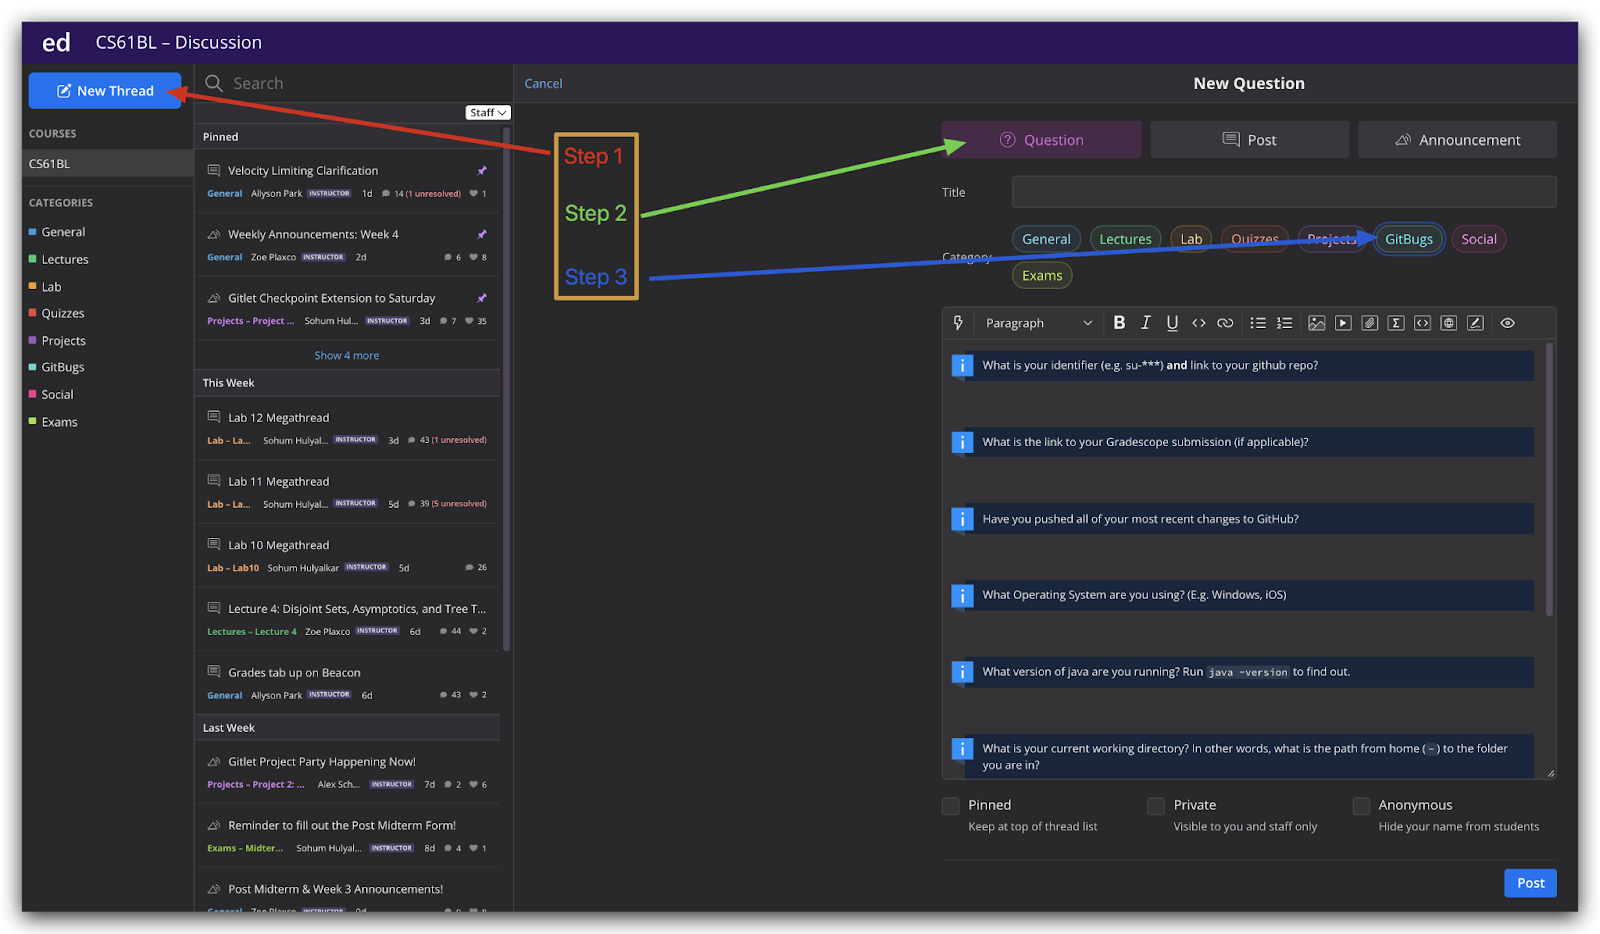 ed CS61BL – Discussion
New Thread
Search
Cancel
New Question
Staff
COURSES
CS61BL
CATEGORIES
General
Lectures
Lab
Quizzes
Projects
GitBugs
Social
Exams
Pinned
Velocity Limiting Clarification
General Allyson Park INSTRUCTOR 1d 14 (1 unresolved) 1
Weekly Announcements: Week 4
General Zoe Plaxco INSTRUCTOR 2d 6 8
Gitlet Checkpoint Extension to Saturday
Projects – Project ... Sohum Hul... INSTRUCTOR 3d 7 35
Show 4 more
This Week
Lab 12 Megathread
Lab – La... Sohum Hulyal... INSTRUCTOR 3d 43 (1 unresolved)
Lab 11 Megathread
Lab – La... Sohum Hulyal... INSTRUCTOR 5d 39 (5 unresolved)
Lab 10 Megathread
Lab – Lab10 Sohum Hulyalkar INSTRUCTOR 5d 26
Lecture 4: Disjoint Sets, Asymptotics, and Tree T...
Lectures – Lecture 4 Zoe Plaxco INSTRUCTOR 6d 44 2
Grades tab up on Beacon
General Allyson Park INSTRUCTOR 6d 43 2
Last Week
Gitlet Project Party Happening Now!
Projects – Project 2: ... Alex Sch... INSTRUCTOR 7d 2 6
Reminder to fill out the Post Midterm Form!
Exams – Midter... Sohum Hulyal... INSTRUCTOR 8d 4 1
Post Midterm & Week 3 Announcements!
General Zoe Plaxco INSTRUCTOR 9d
Step 1
Step 2
Step 3
Question Post Announcement
Title
Category
General Lectures Lab Quizzes Projects GitBugs Social
Exams
Paragraph B I U
What is your identifier (e.g. su-***) and link to your github repo?
What is the link to your Gradescope submission (if applicable)?
Have you pushed all of your most recent changes to GitHub?
What Operating System are you using? (E.g. Windows, iOS)
What version of java are you running? Run java -version to find out.
What is your current working directory? In other words, what is the path from home (~) to the folder
you are in?
Pinned
Keep at top of thread list
Private
Visible to you and staff only
Anonymous
Hide your name from students
Post